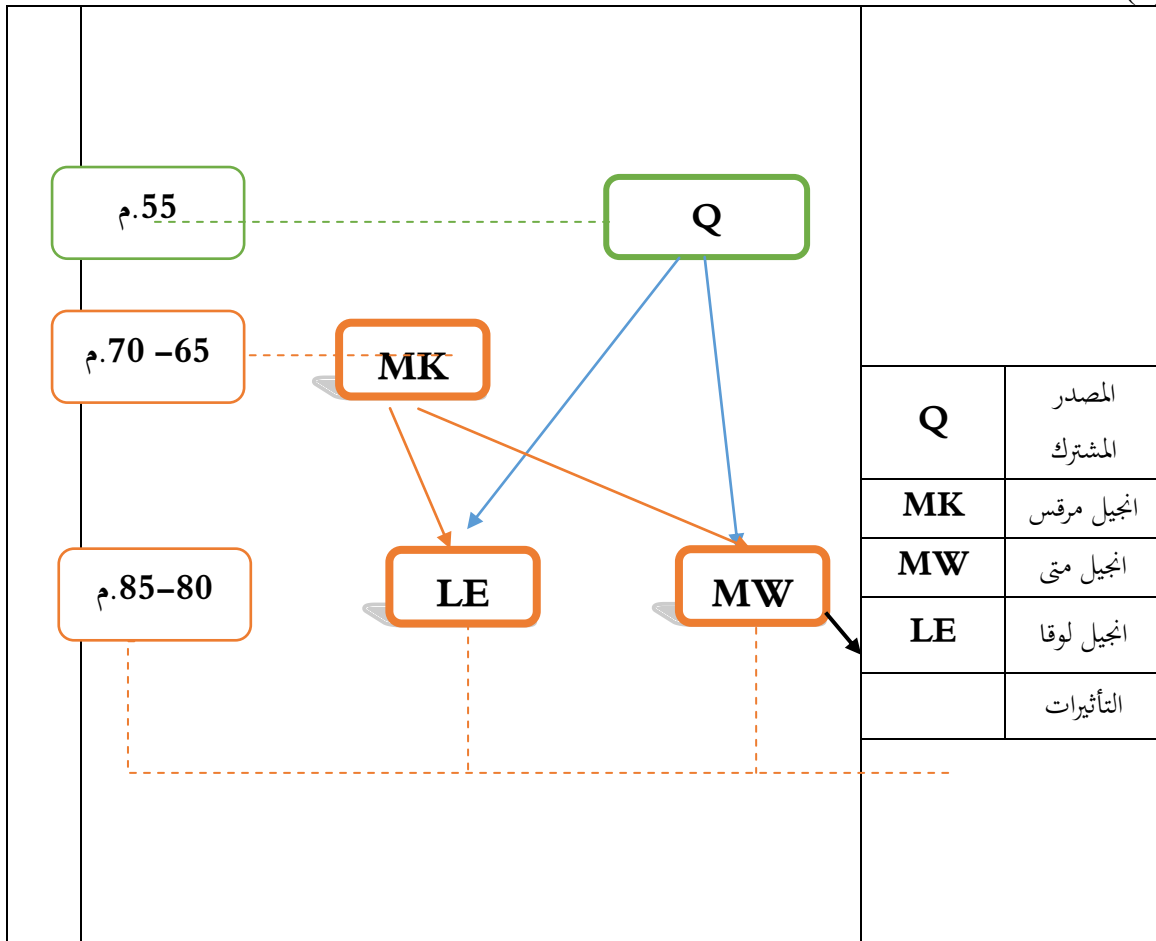 55.م
Q
65– 70.م
MK
80–85.م
LE
MW
Q
المصدر
المشترك
MK
انجيل مرقس
MW
انجيل متى
LE
انجيل لوقا
التأثيرات